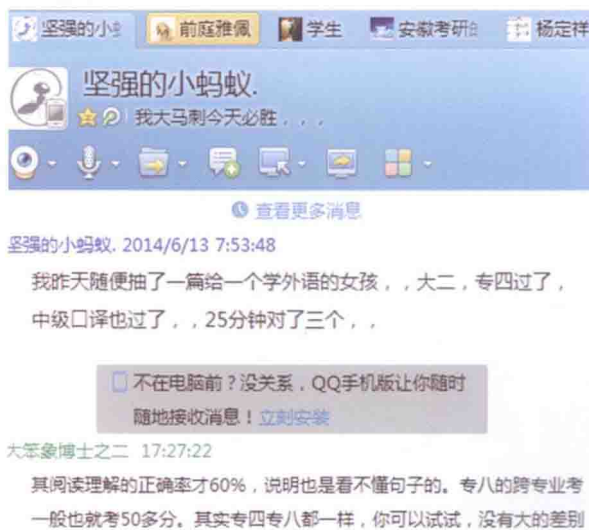 坚强的小
前庭雅佩
学生
安徽考研
杨定祥
坚强的小蚂蚁.
我大马刺今天必胜，，，
查看更多消息
坚强的小蚂蚁. 2014/6/13 7:53:48
我昨天随便抽了一篇给一个学外语的女孩，，大二，专四过了，
中级口译也过了，，25分钟对了三个，，
不在电脑前？没关系，QQ手机版让你随时
随地接收消息！立刻安装
大笨象博士之二 17:27:22
其阅读理解的正确率才60%，说明也是看不懂句子的。专八的跨专业考
一般也就考50多分。其实专四专八都一样，你可以试试，没有大的差别